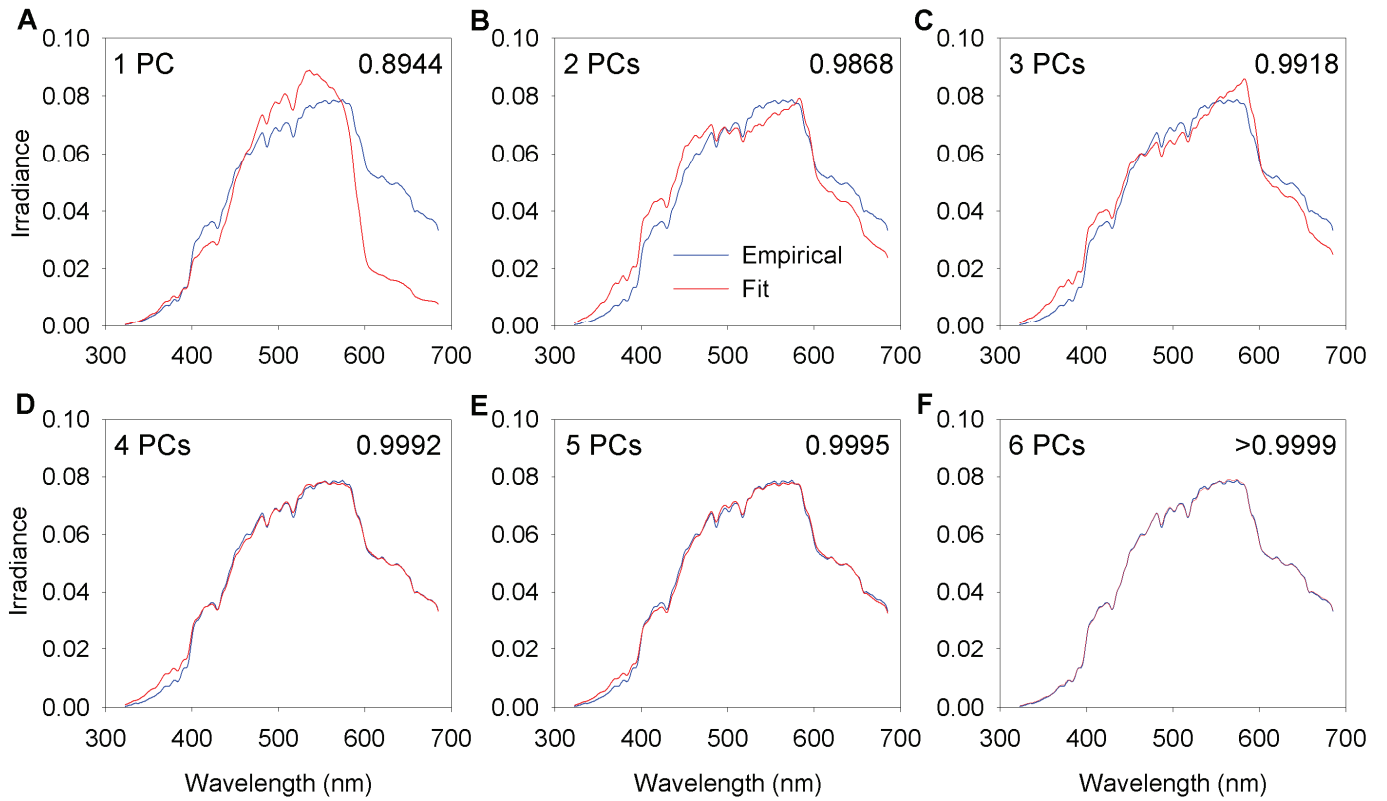 A
1 PC 0.8944
0.10
0.08
0.06
0.04
0.02
0.00
Irradiance
300 400 500 600 700
B
2 PCs 0.9868
0.10
0.08
0.06
0.04
0.02
0.00
Empirical
Fit
300 400 500 600 700
C
3 PCs 0.9918
0.10
0.08
0.06
0.04
0.02
0.00
300 400 500 600 700
D
4 PCs 0.9992
0.10
0.08
0.06
0.04
0.02
0.00
Irradiance
300 400 500 600 700
Wavelength (nm)
E
5 PCs 0.9995
0.10
0.08
0.06
0.04
0.02
0.00
300 400 500 600 700
Wavelength (nm)
F
6 PCs >0.9999
0.10
0.08
0.06
0.04
0.02
0.00
300 400 500 600 700
Wavelength (nm)